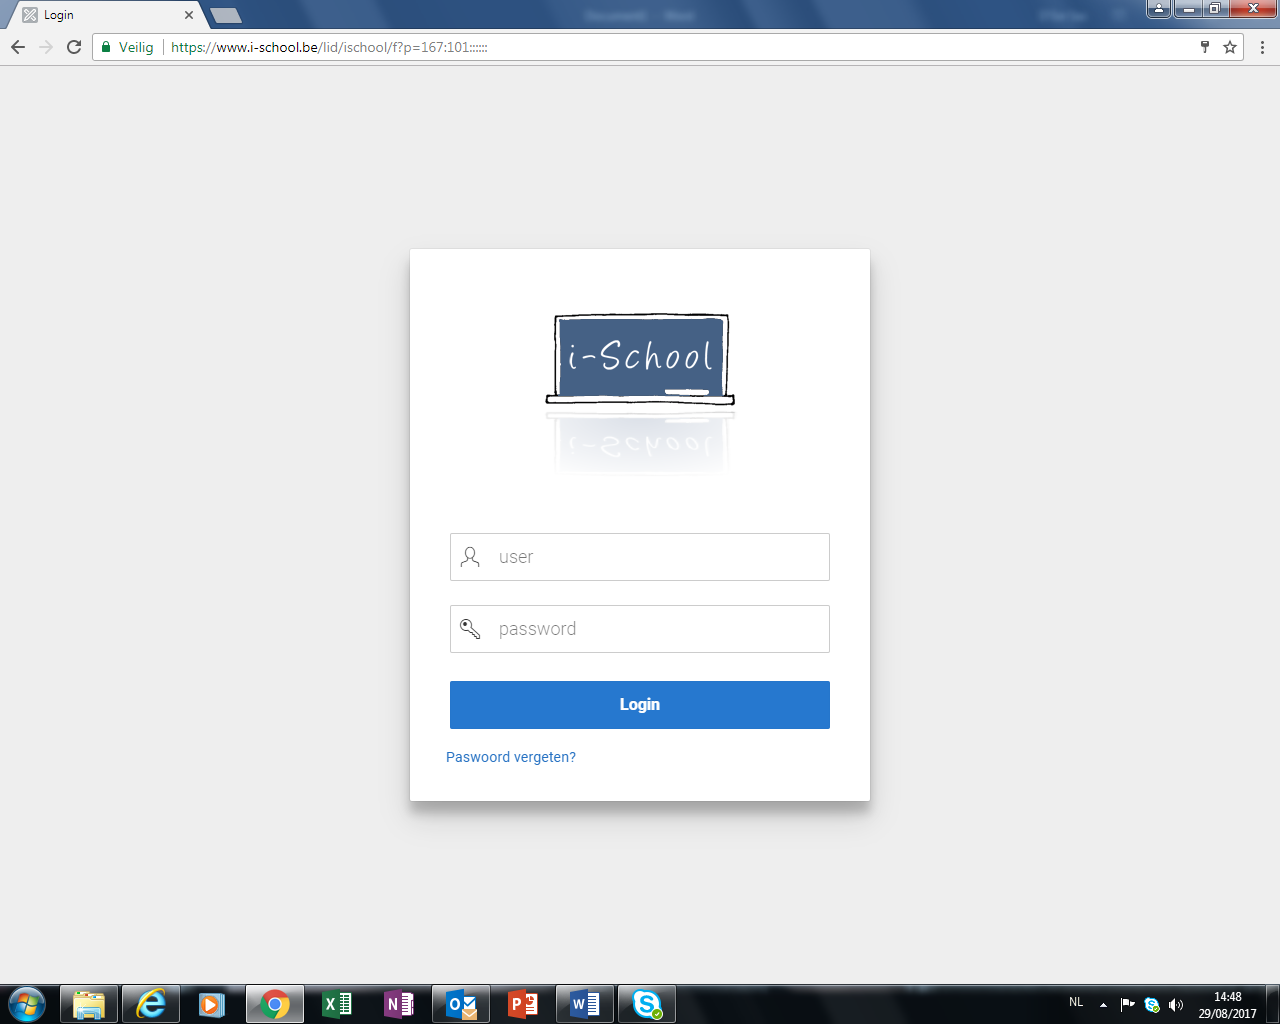 Login
Veilig
https://www.i-school.be/lid/ischool/f?p=167:101::::::
i-School
user
password
Login
Paswoord vergeten?
NL
14:48
29/08/2017